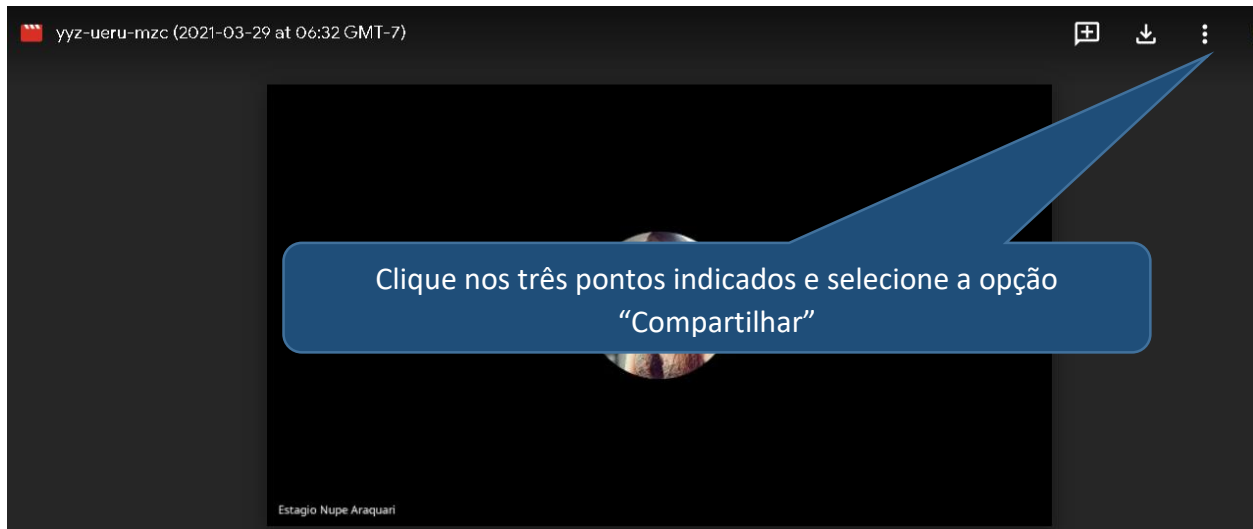 yyz-ueru-mzc (2021-03-29 at 06:32 GMT-7)
Clique nos três pontos indicados e selecione a opção
“Compartilhar”
Estagio Nupe Araquari